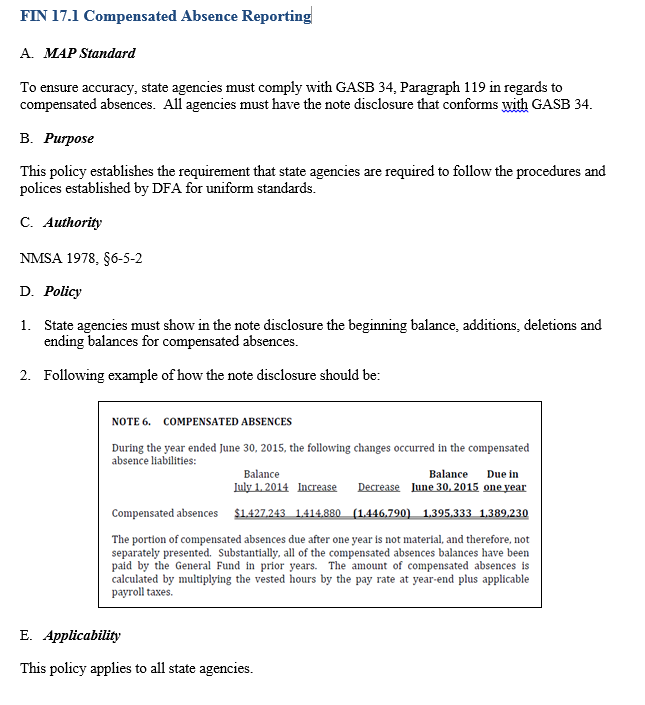 FIN 17.1 Compensated Absence Reporting
A. MAP Standard
To ensure accuracy, state agencies must comply with GASB 34, Paragraph 119 in regards to
compensated absences. All agencies must have the note disclosure that conforms with GASB 34.
B. Purpose
This policy establishes the requirement that state agencies are required to follow the procedures and
polices established by DFA for uniform standards.
C. Authority
NMSA 1978, §6-5-2
D. Policy
1. State agencies must show in the note disclosure the beginning balance, additions, deletions and
ending balances for compensated absences.
2. Following example of how the note disclosure should be:
NOTE 6. COMPENSATED ABSENCES
During the year ended June 30, 2015, the following changes occurred in the compensated
absence liabilities:
Balance Balance Due in
July 1, 2014 Increase Decrease June 30, 2015 one year
Compensated absences $1,427,243 1,414,880 (1,446,790) 1,395,333 1,389,230
The portion of compensated absences due after one year is not material, and therefore, not
separately presented. Substantially, all of the compensated absences balances have been
paid by the General Fund in prior years. The amount of compensated absences is
calculated by multiplying the vested hours by the pay rate at year-end plus applicable
payroll taxes.
E. Applicability
This policy applies to all state agencies.